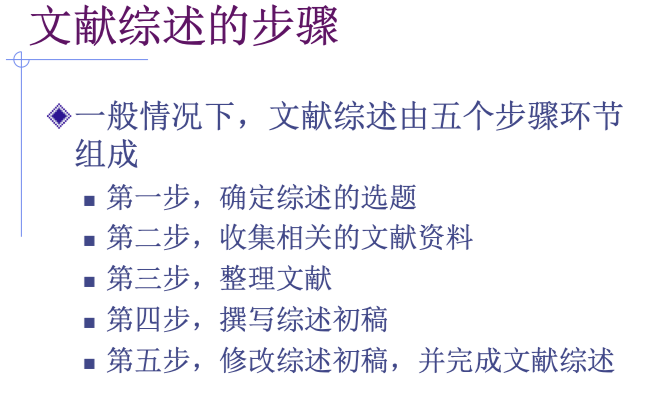 文献综述的步骤
一般情况下，文献综述由五个步骤环节
组成
第一步，确定综述的选题
第二步，收集相关的文献资料
第三步，整理文献
第四步，撰写综述初稿
第五步，修改综述初稿，并完成文献综述